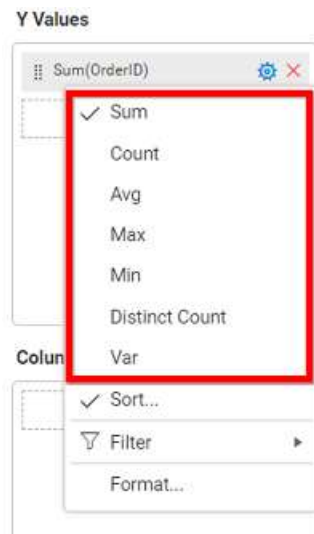 Y Values
Sum(OrderID)
Sum
Count
Avg
Max
Min
Distinct Count
Var
Colun
Sort...
Filter
Format...